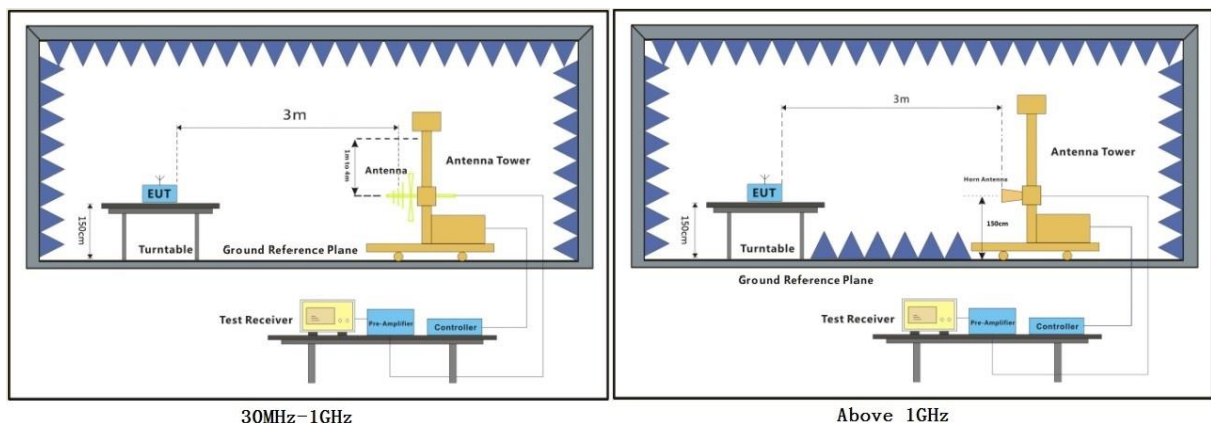 3m
1m to 4m
Antenna
Antenna Tower
EUT
150cm
Turntable
Ground Reference Plane
Test Receiver
Pre-Amplifier
Controller
30MHz-1GHz
3m
Antenna Tower
Horn Antenna
EUT
150cm
150cm
Turntable
Ground Reference Plane
Test Receiver
Pre-Amplifier
Controller
Above 1GHz